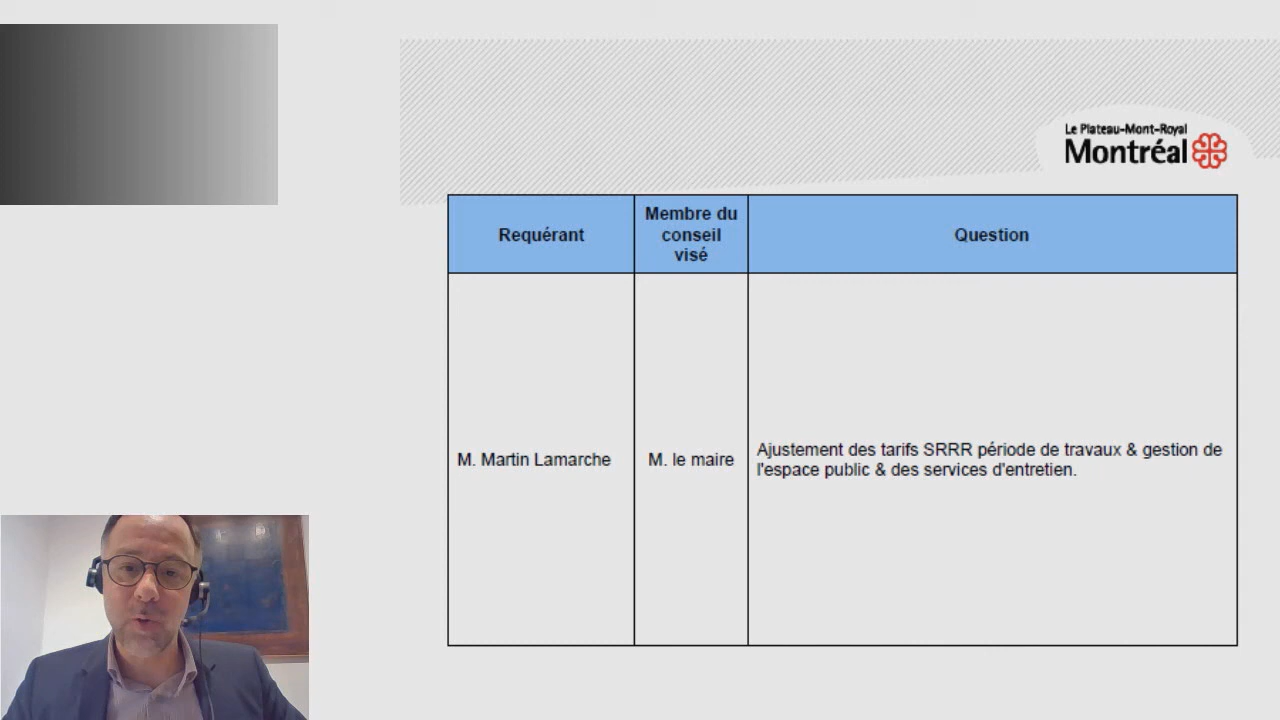 Le Plateau-Mont-Royal
Montréal
Requérant
Membre du
conseil
visé
Question
M. Martin Lamarche
M. le maire
Ajustement des tarifs SRRR période de travaux & gestion de
l'espace public & des services d'entretien.